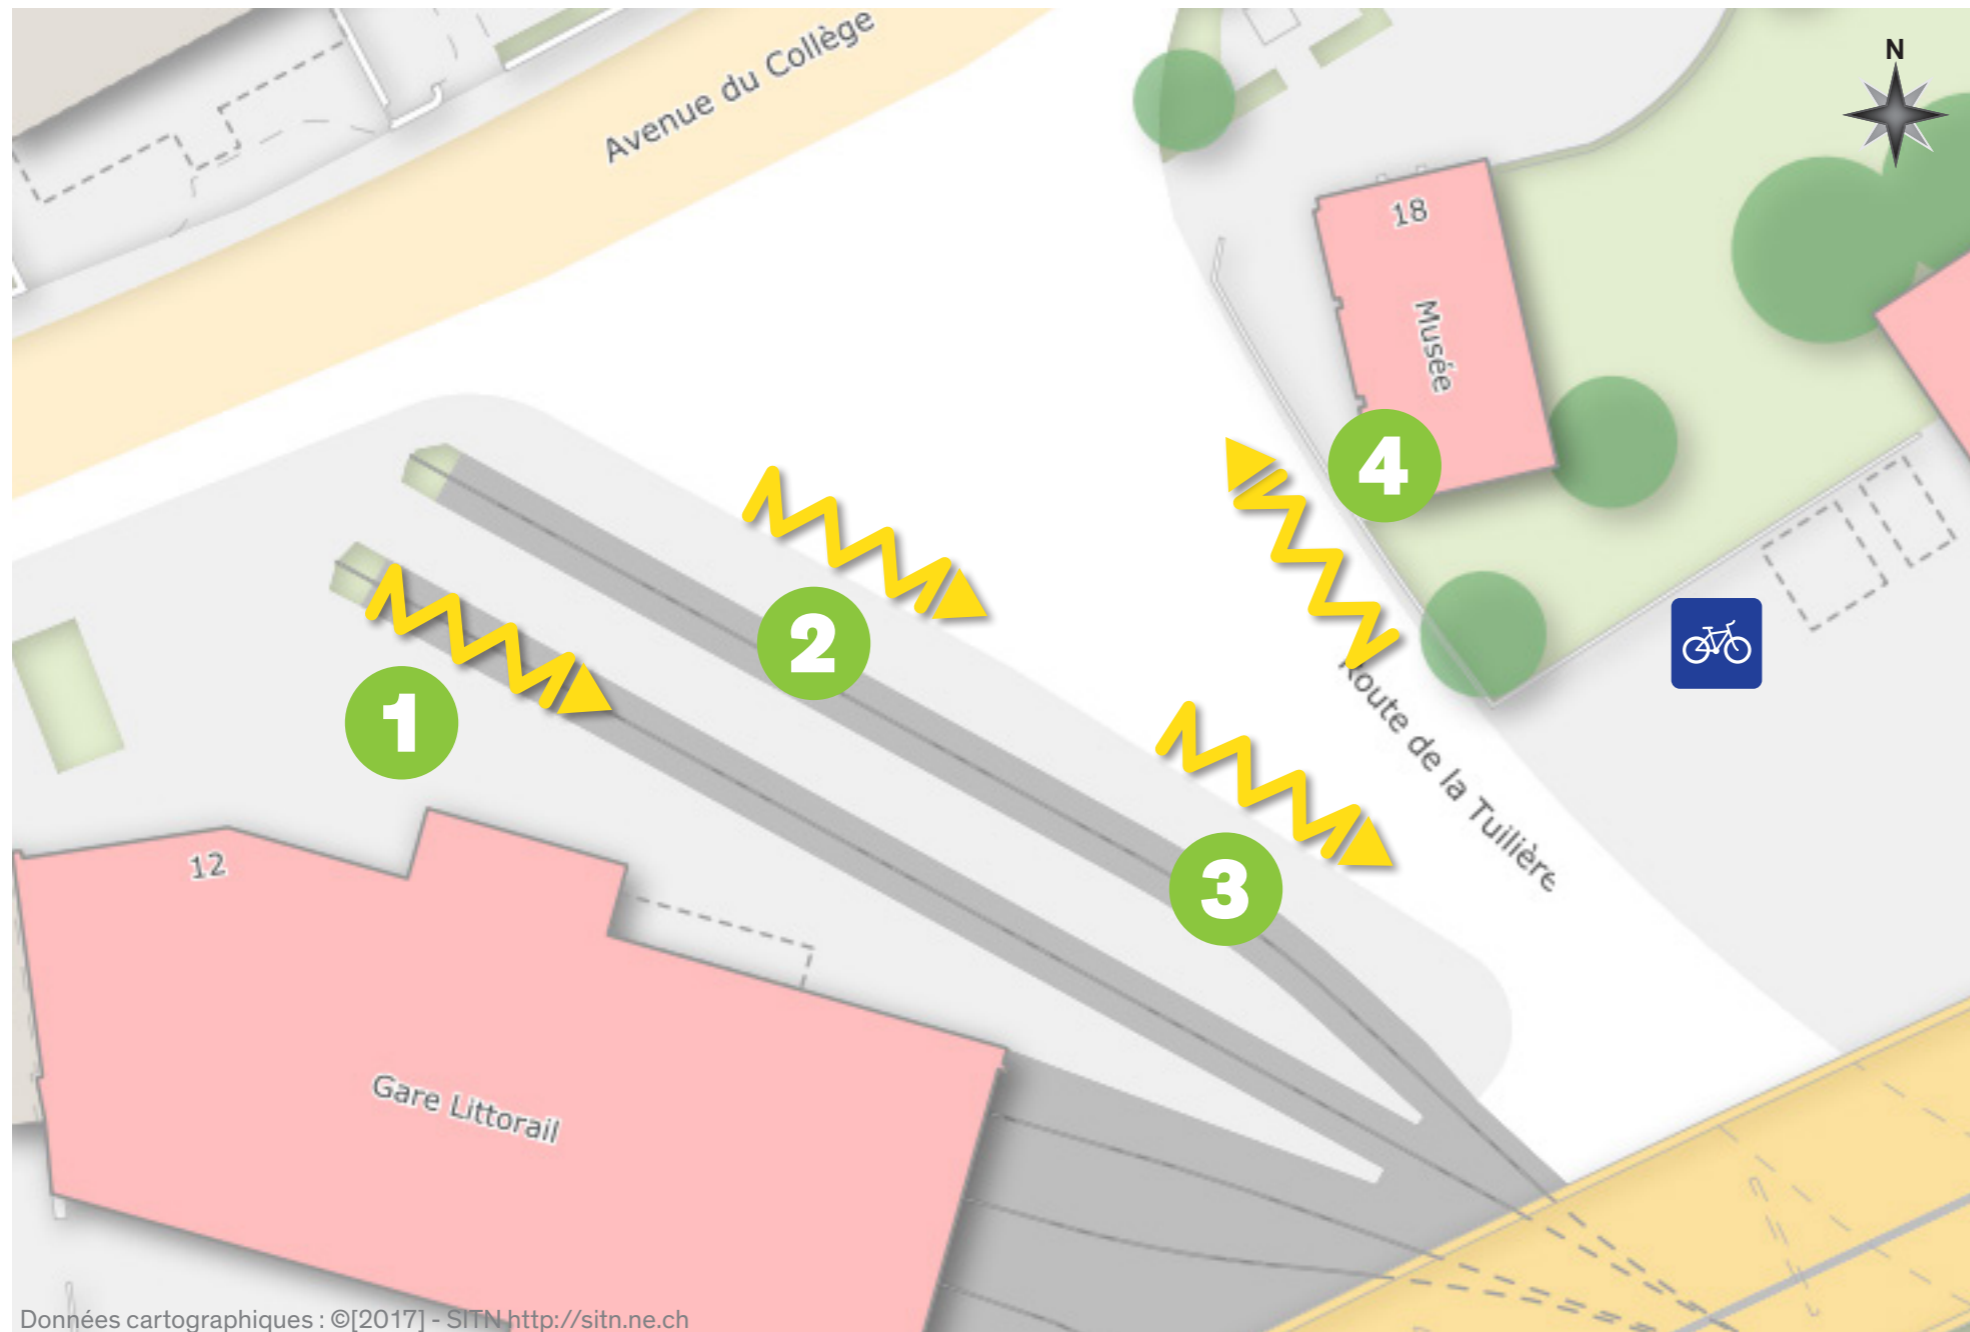 Avenue du Collège
N
18
Musée
4
2
1
3
Route de la Tuilière
12
Gare Littorail
Données cartographiques : ©[2017] - SITN http://sitn.ne.ch